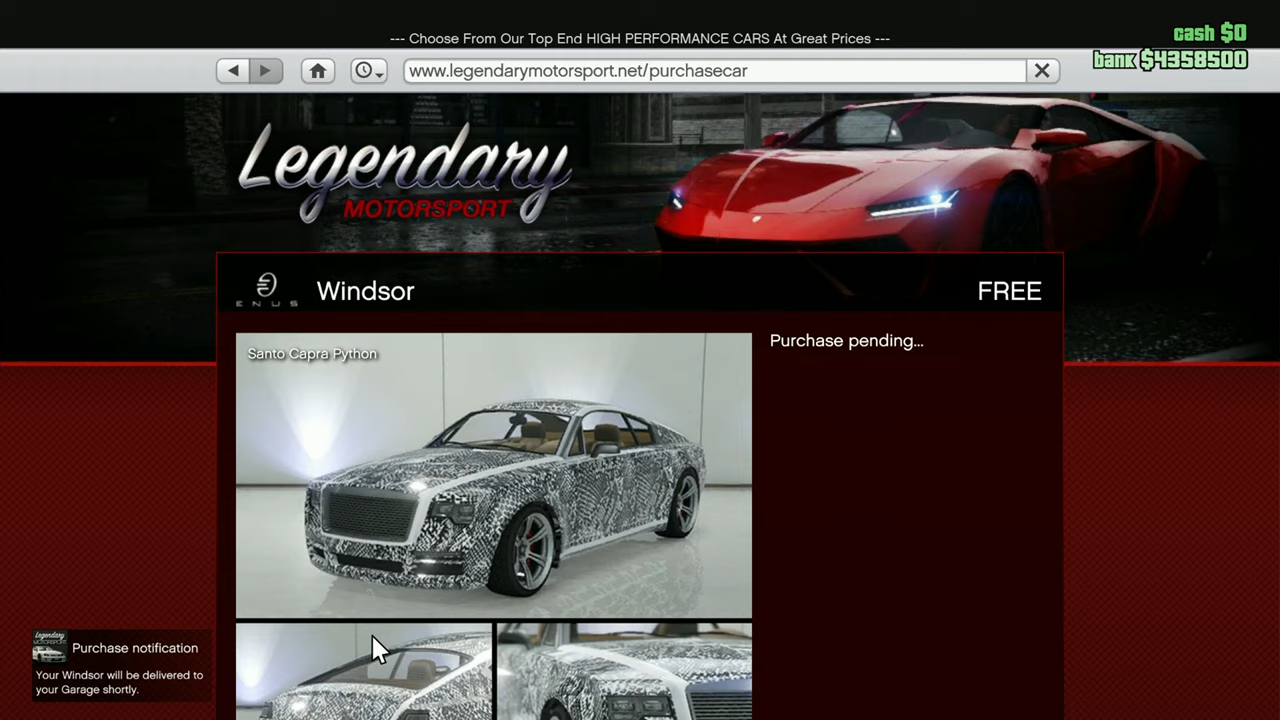 --- Choose From Our Top End HIGH PERFORMANCE CARS At Great Prices ---
cash $0
bank $4358500
www.legendarymotorsport.net/purchasecar
Legendary
MOTORSPORT
ENUS
Windsor
FREE
Santo Capra Python
Purchase pending...
Legendary
MOTORSPORT
Purchase notification
Your Windsor will be delivered to
your Garage shortly.